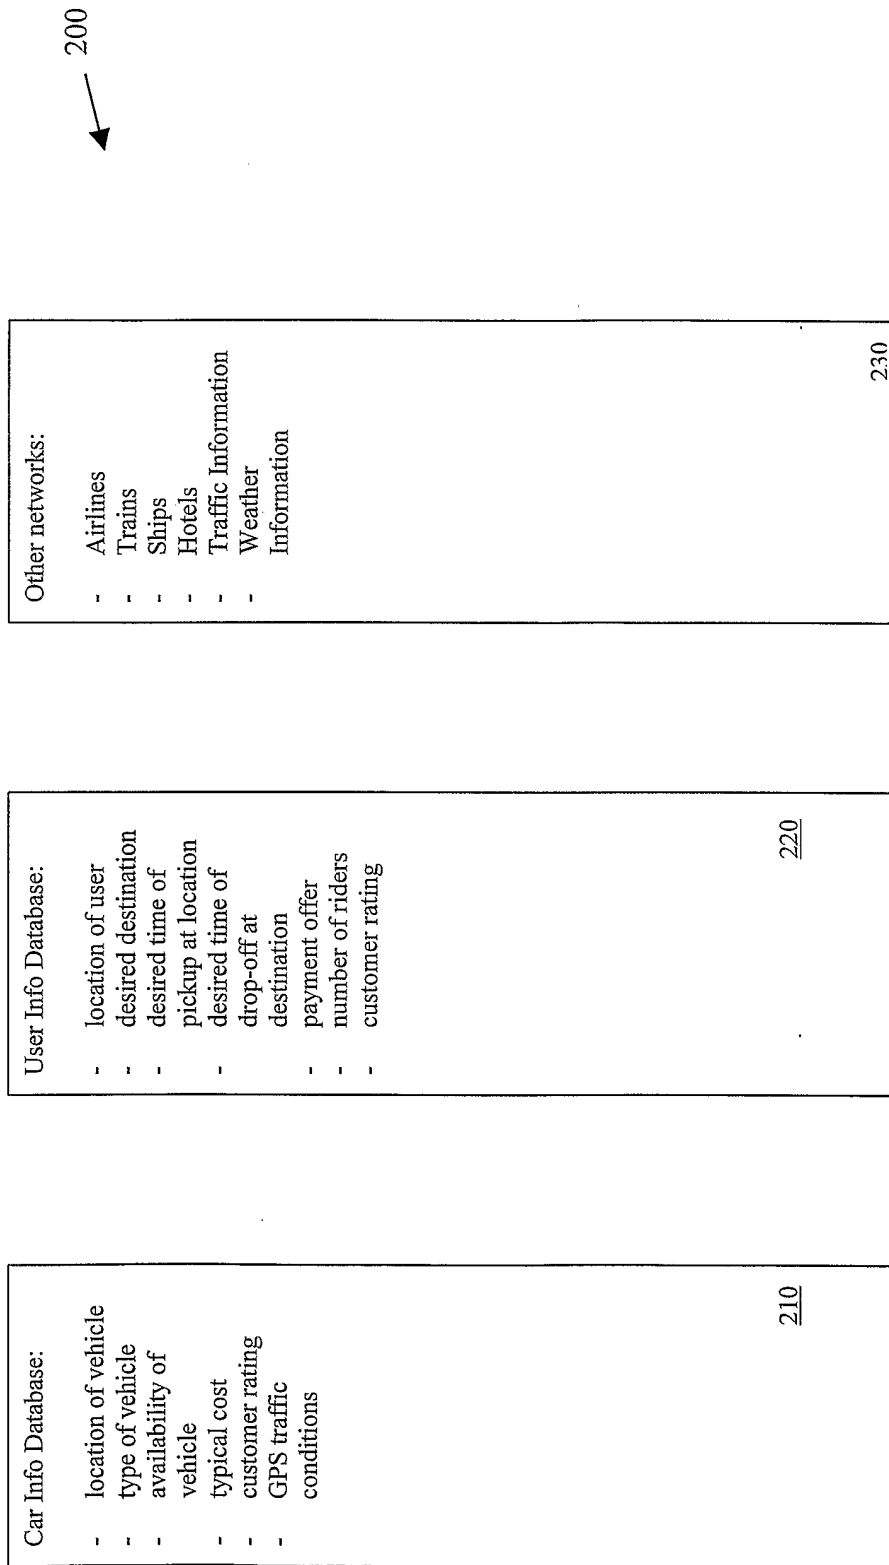 200
Car Info Database:
- location of vehicle
- type of vehicle
- availability of
vehicle
- typical cost
- customer rating
- GPS traffic
conditions
210
User Info Database:
- location of user
- desired destination
- desired time of
pickup at location
- desired time of
drop-off at
destination
- payment offer
- number of riders
- customer rating
220
Other networks:
- Airlines
- Trains
- Ships
- Hotels
- Traffic Information
- Weather
Information
230